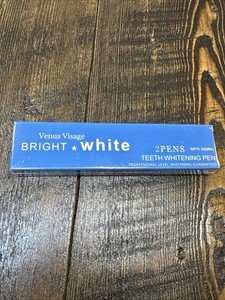 Venus Visage
BRIGHT ★ white
2PENS
TEETH WHITENING PEN
PROFESSIONAL LEVEL WHITENING GUARANTEED